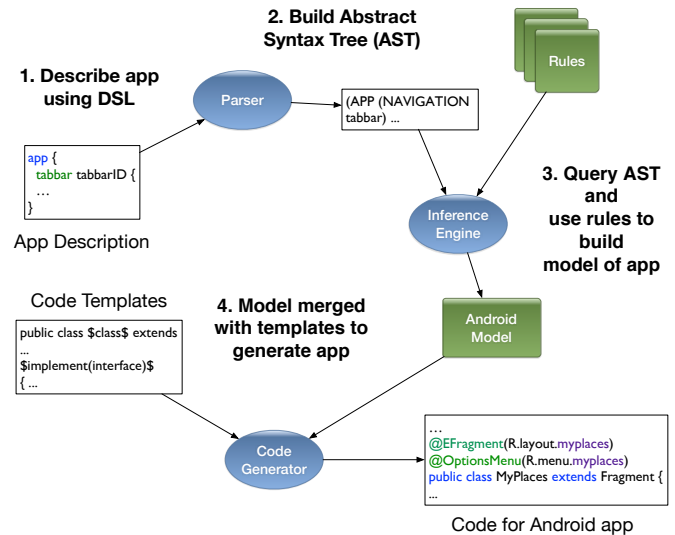 2. Build Abstract
Syntax Tree (AST)
1. Describe app
using DSL
Parser
(APP (NAVIGATION
tabbar) ...
Rules
app {
tabbar tabbarID {
...
}
App Description
3. Query AST
and
use rules to
build
model of app
Inference
Engine
Code Templates
public class $class$ extends
...
$implement(interface)$
{ ...
4. Model merged
with templates to
generate app
Android
Model
Code
Generator
...
@EFragment(R.layout.myplaces)
@OptionsMenu(R.menu.myplaces)
public class MyPlaces extends Fragment {
...
Code for Android app